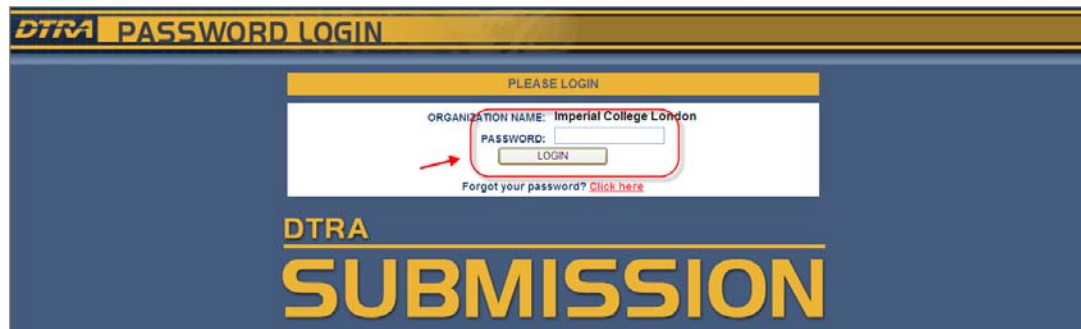 DTRA PASSWORD LOGIN
PLEASE LOGIN
ORGANIZATION NAME: Imperial College London
PASSWORD:
LOGIN
Forgot your password? Click here
DTRA
SUBMISSION